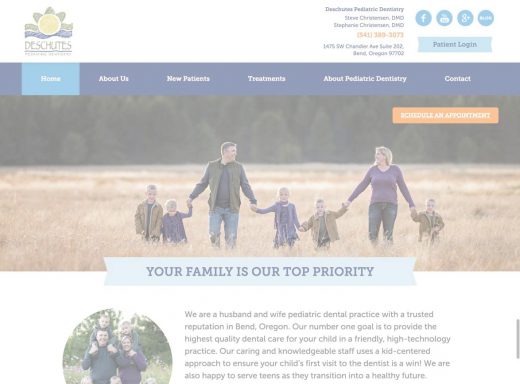 Deschutes Pediatric Dentistry
Steve Christensen, DMD
Stephanie Christensen, DMD
(541) 389-3073
1475 SW Chandler Ave Suite 202,
Bend, Oregon 97702
BLOG
Patient Login
DESCHUTES
PEDIATRIC DENTISTRY
Home
About Us
New Patients
Treatments
About Pediatric Dentistry
Contact
SCHEDULE AN APPOINTMENT
YOUR FAMILY IS OUR TOP PRIORITY
We are a husband and wife pediatric dental practice with a trusted
reputation in Bend, Oregon. Our number one goal is to provide the
highest quality dental care for your child in a friendly, high-technology
practice. Our caring and knowledgeable staff uses a kid-centered
approach to ensure your child's first visit to the dentist is a win! We are
also happy to serve teens as they transition into a healthy future.